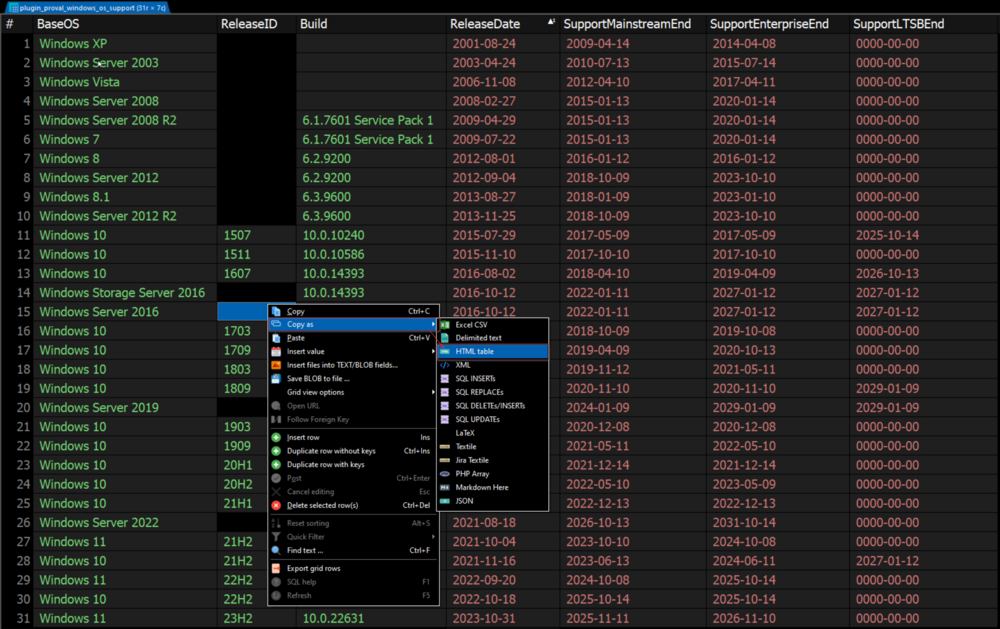 plugin_proval_windows_os_support (31r × 7c)
# BaseOS ReleaseID Build ReleaseDate SupportMainstreamEnd SupportEnterpriseEnd SupportLTSBEnd
1 Windows XP 2001-08-24 2009-04-14 2014-04-08 0000-00-00
2 Windows Server 2003 2003-04-24 2010-07-13 2015-07-14 0000-00-00
3 Windows Vista 2006-11-08 2012-04-10 2017-04-11 0000-00-00
4 Windows Server 2008 2008-02-27 2015-01-13 2020-01-14 0000-00-00
5 Windows Server 2008 R2 6.1.7601 Service Pack 1 2009-04-29 2015-01-13 2020-01-14 0000-00-00
6 Windows 7 6.1.7601 Service Pack 1 2009-07-22 2015-01-13 2020-01-14 0000-00-00
7 Windows 8 6.2.9200 2012-08-01 2016-01-12 2016-01-12 0000-00-00
8 Windows Server 2012 6.2.9200 2012-09-04 2018-10-09 2023-10-10 0000-00-00
9 Windows 8.1 6.3.9600 2013-08-27 2018-01-09 2023-01-10 0000-00-00
10 Windows Server 2012 R2 6.3.9600 2013-11-25 2018-10-09 2023-10-10 0000-00-00
11 Windows 10 1507 10.0.10240 2015-07-29 2017-05-09 2017-05-09 2025-10-14
12 Windows 10 1511 10.0.10586 2015-11-10 2017-10-10 2017-10-10 0000-00-00
13 Windows 10 1607 10.0.14393 2016-08-02 2018-04-10 2019-04-09 2026-10-13
14 Windows Storage Server 2016 10.0.14393 2016-10-12 2022-01-11 2027-01-12 2027-01-12
15 Windows Server 2016 2016-10-12 2022-01-11 2027-01-12 2027-01-12
16 Windows 10 1703 2018-10-09 2019-10-08 0000-00-00
17 Windows 10 1709 2019-04-09 2020-10-13 0000-00-00
18 Windows 10 1803 2019-11-12 2021-05-11 0000-00-00
19 Windows 10 1809 2020-11-10 2020-11-10 2029-01-09
20 Windows Server 2019 2024-01-09 2029-01-09 2029-01-09
21 Windows 10 1903 2020-12-08 2020-12-08 0000-00-00
22 Windows 10 1909 2021-05-11 2022-05-10 0000-00-00
23 Windows 10 20H1 2021-12-14 2021-12-14 0000-00-00
24 Windows 10 20H2 2022-05-10 2023-05-09 0000-00-00
25 Windows 10 21H1 2022-12-13 2022-12-13 0000-00-00
26 Windows Server 2022 2021-08-18 2026-10-13 2031-10-14 0000-00-00
27 Windows 11 21H2 2021-10-04 2023-10-10 2024-10-08 0000-00-00
28 Windows 10 21H2 2021-11-16 2023-06-13 2024-06-11 2027-01-12
29 Windows 11 22H2 2022-09-20 2024-10-08 2025-10-14 0000-00-00
30 Windows 10 22H2 2022-10-18 2025-10-14 2025-10-14 0000-00-00
31 Windows 11 23H2 10.0.22631 2023-10-31 2025-11-11 2026-11-10 0000-00-00
Copy Ctrl+C
Copy as
Paste Ctrl+V
Insert value
Insert files into TEXT/BLOB fields...
Save BLOB to file ...
Grid view options
Open URL
Follow Foreign Key
Insert row Ins
Duplicate row without keys Ctrl+Ins
Duplicate row with keys
Post Ctrl+Enter
Cancel editing Esc
Delete selected row(s) Ctrl+Del
Reset sorting Alt+S
Quick Filter
Find text ... Ctrl+F
Export grid rows
SQL help F1
Refresh F5
Excel CSV
Delimited text
HTML table
XML
SQL INSERTs
SQL REPLACEs
SQL DELETEs/INSERTs
SQL UPDATEs
LaTeX
Textile
Jira Textile
PHP Array
Markdown Here
JSON